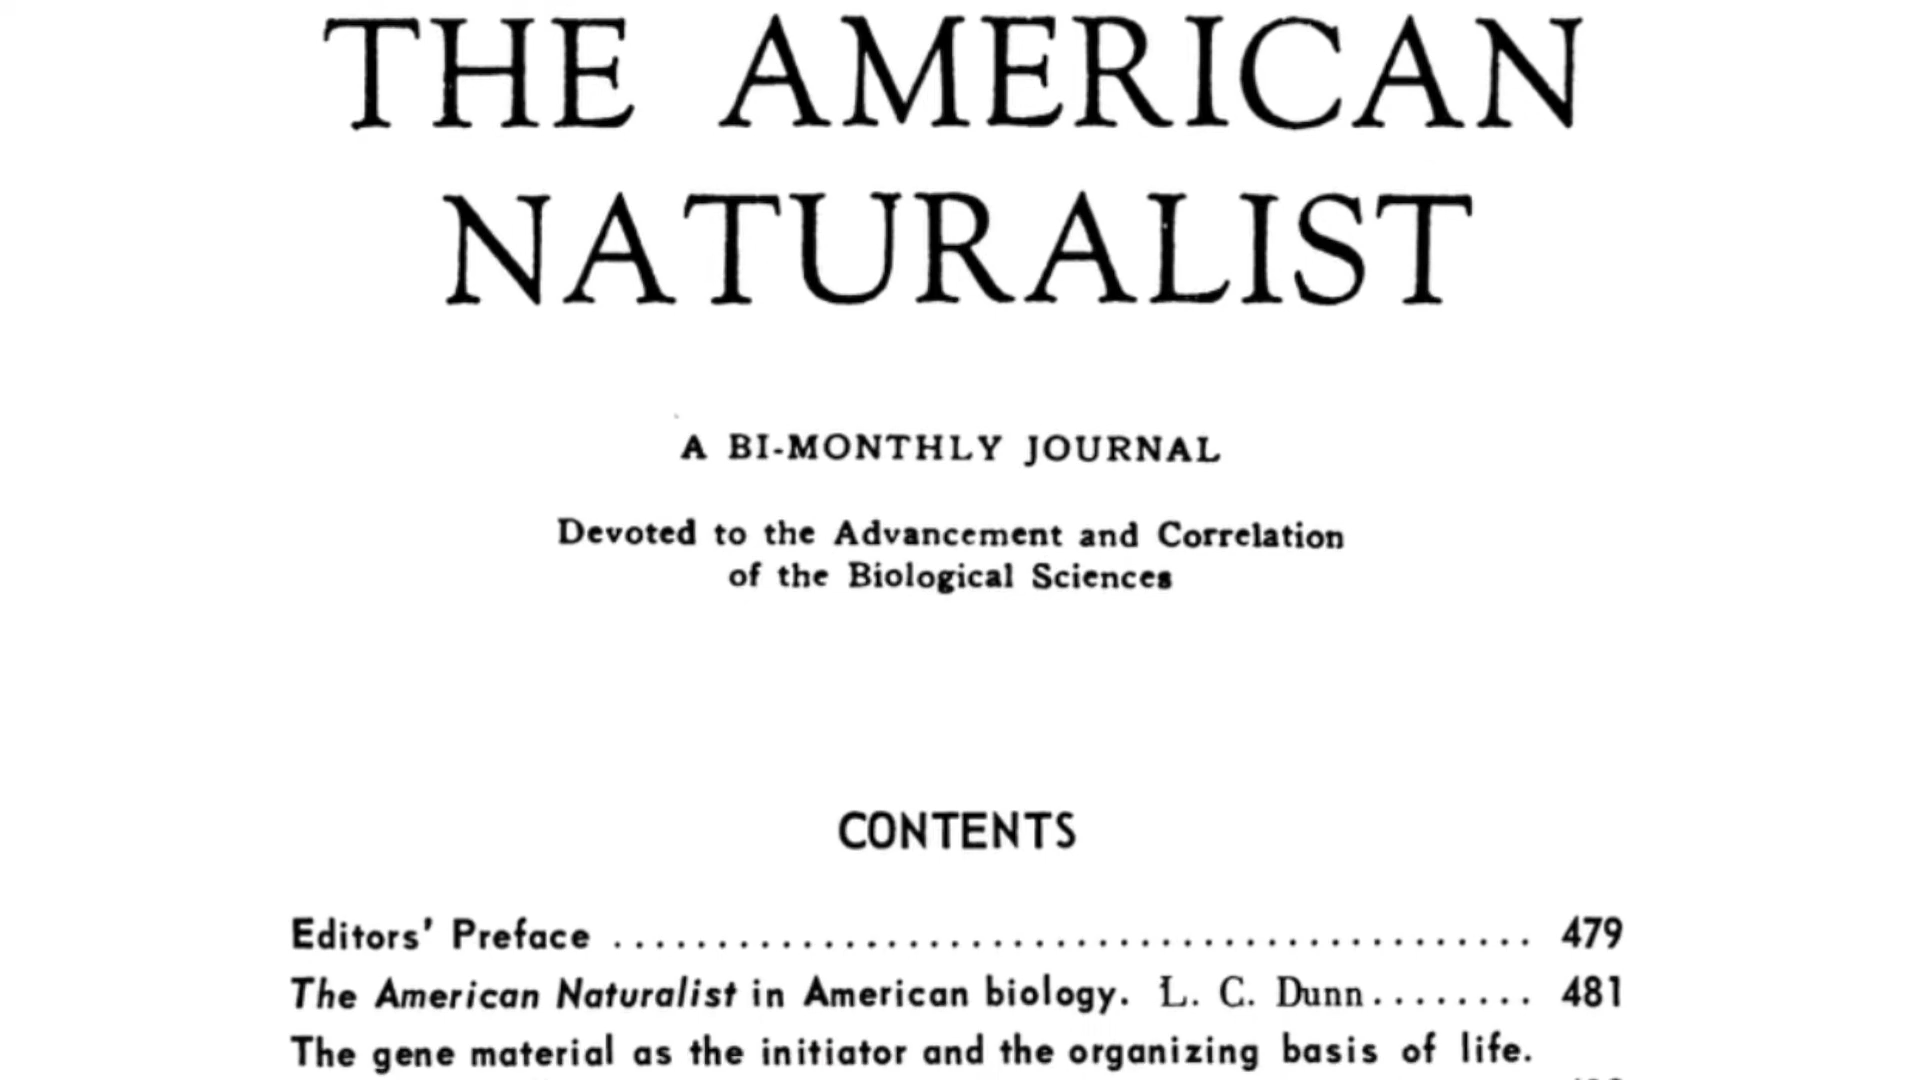 THE AMERICAN
NATURALIST
A BI-MONTHLY JOURNAL
Devoted to the Advancement and Correlation
of the Biological Sciences
CONTENTS
Editors' Preface ........................................ 479
The American Naturalist in American biology. L. C. Dunn........ 481
The gene material as the initiator and the organizing basis of life.